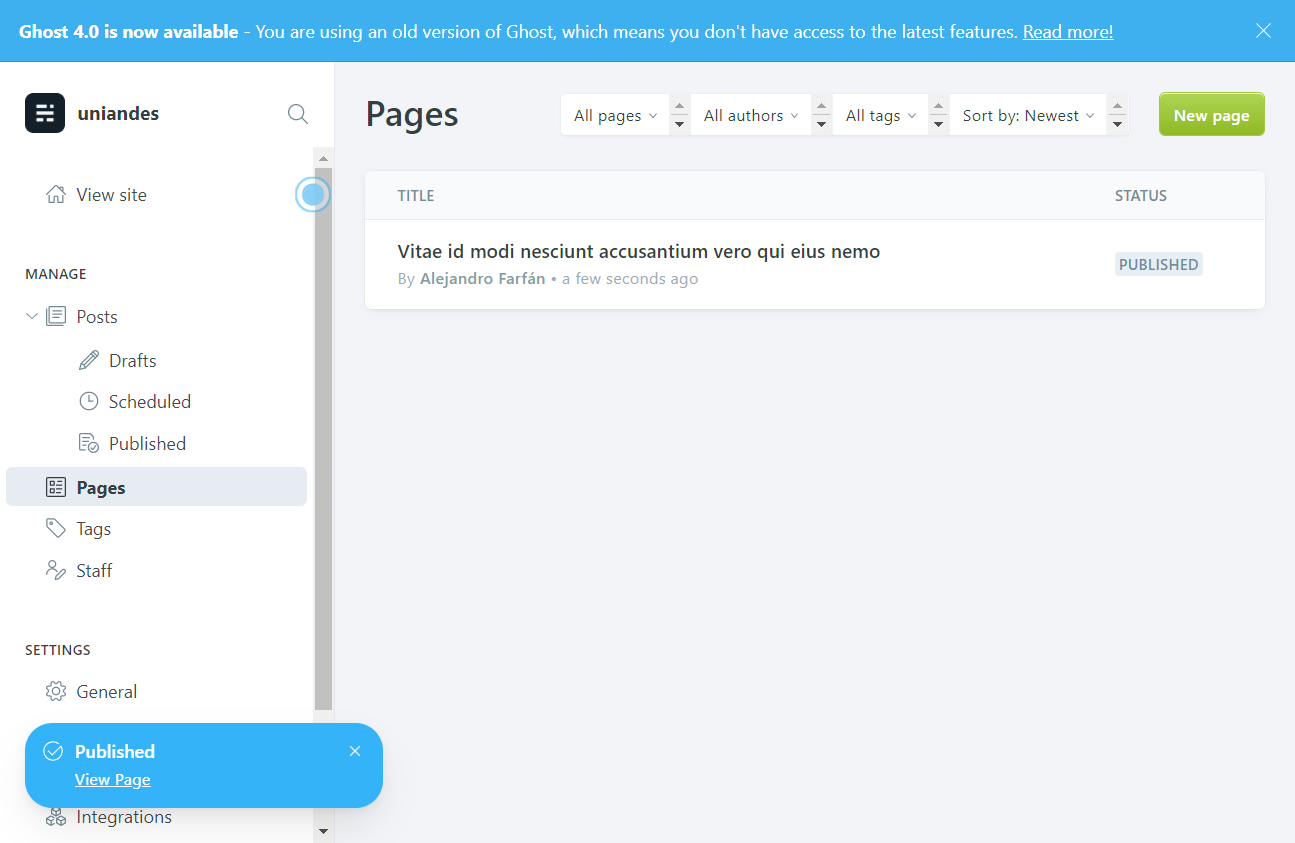 Ghost 4.0 is now available - You are using an old version of Ghost, which means you don't have access to the latest features. Read more!
uniandes
View site
MANAGE
Posts
Drafts
Scheduled
Published
Pages
Tags
Staff
SETTINGS
General
Published
View Page
Integrations
Pages
All pages
All authors
All tags
Sort by: Newest
New page
TITLE
STATUS
Vitae id modi nesciunt accusantium vero qui eius nemo
By Alejandro Farfán • a few seconds ago
PUBLISHED